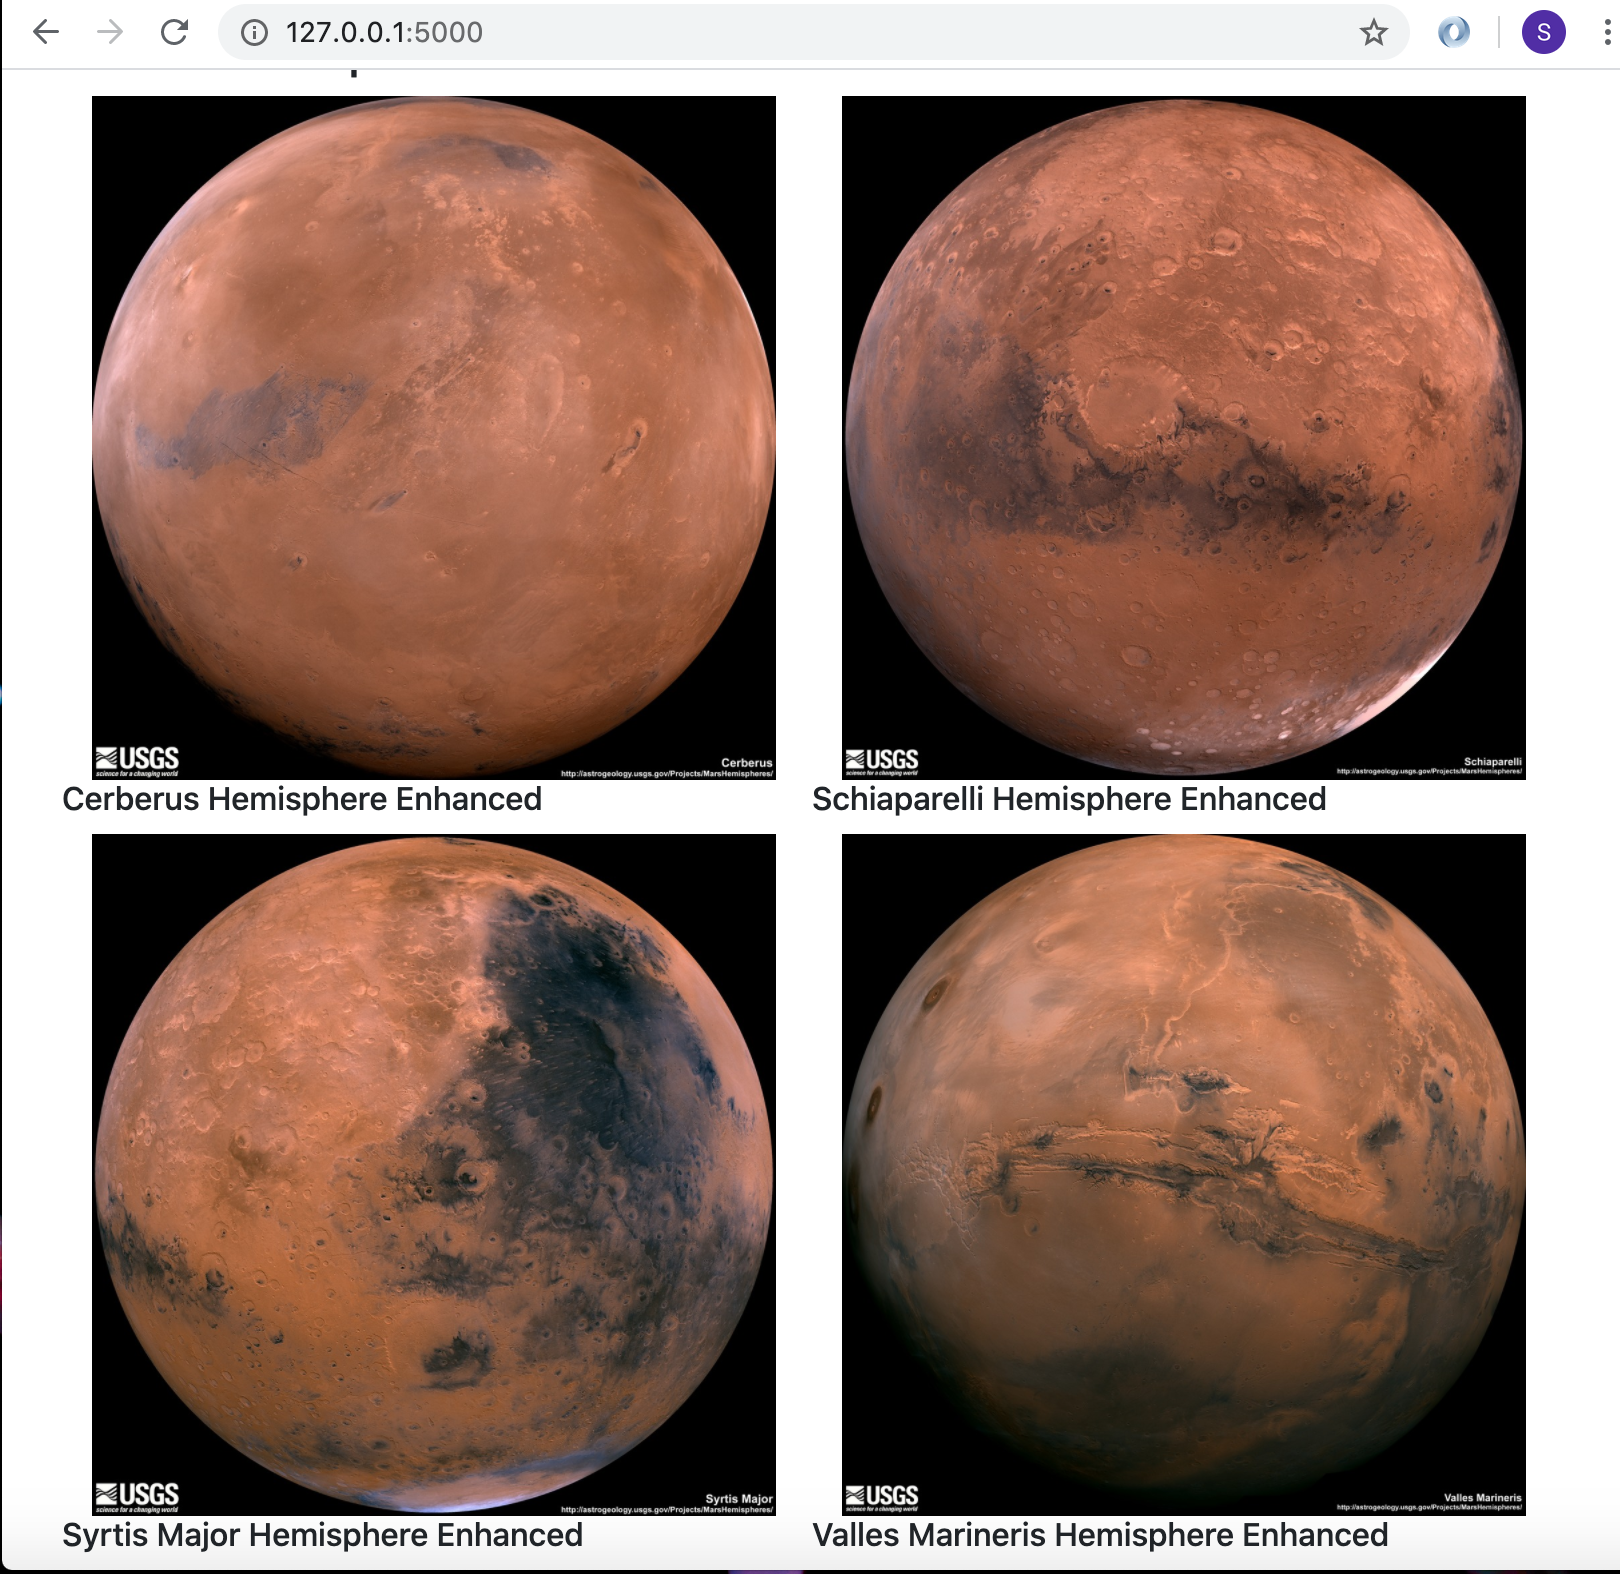 127.0.0.1:5000
S
USGS
science for a changing world
Cerberus
http://astrogeology.usgs.gov/Projects/MarsHemispheres/
USGS
science for a changing world
Schiaparelli
http://astrogeology.usgs.gov/Projects/MarsHemispheres/
Cerberus Hemisphere Enhanced
Schiaparelli Hemisphere Enhanced
USGS
science for a changing world
Syrtis Major
http://astrogeology.usgs.gov/Projects/MarsHemispheres/
USGS
science for a changing world
Valles Marineris
http://astrogeology.usgs.gov/Projects/MarsHemispheres/
Syrtis Major Hemisphere Enhanced
Valles Marineris Hemisphere Enhanced